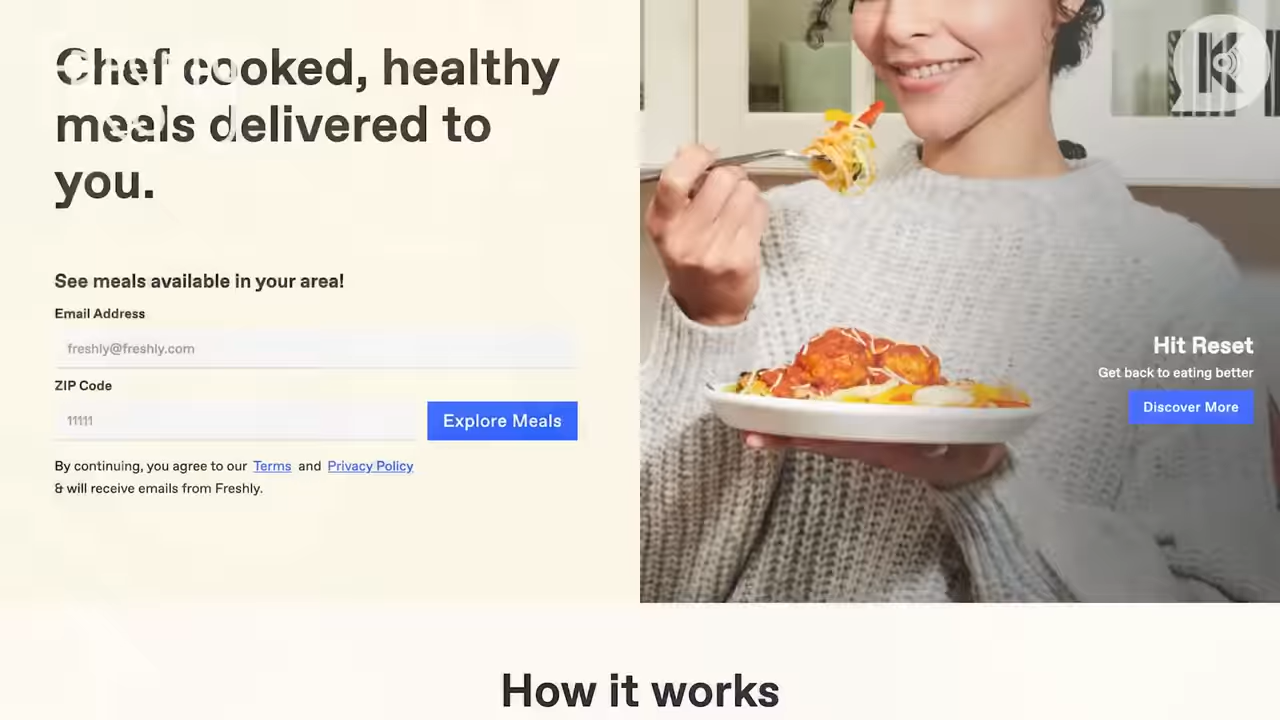 Chef cooked, healthy
meals delivered to
you.
See meals available in your area!
Email Address
freshly@freshly.com
ZIP Code
11111
Explore Meals
By continuing, you agree to our Terms and Privacy Policy
& will receive emails from Freshly.
Hit Reset
Get back to eating better
Discover More
K
How it works